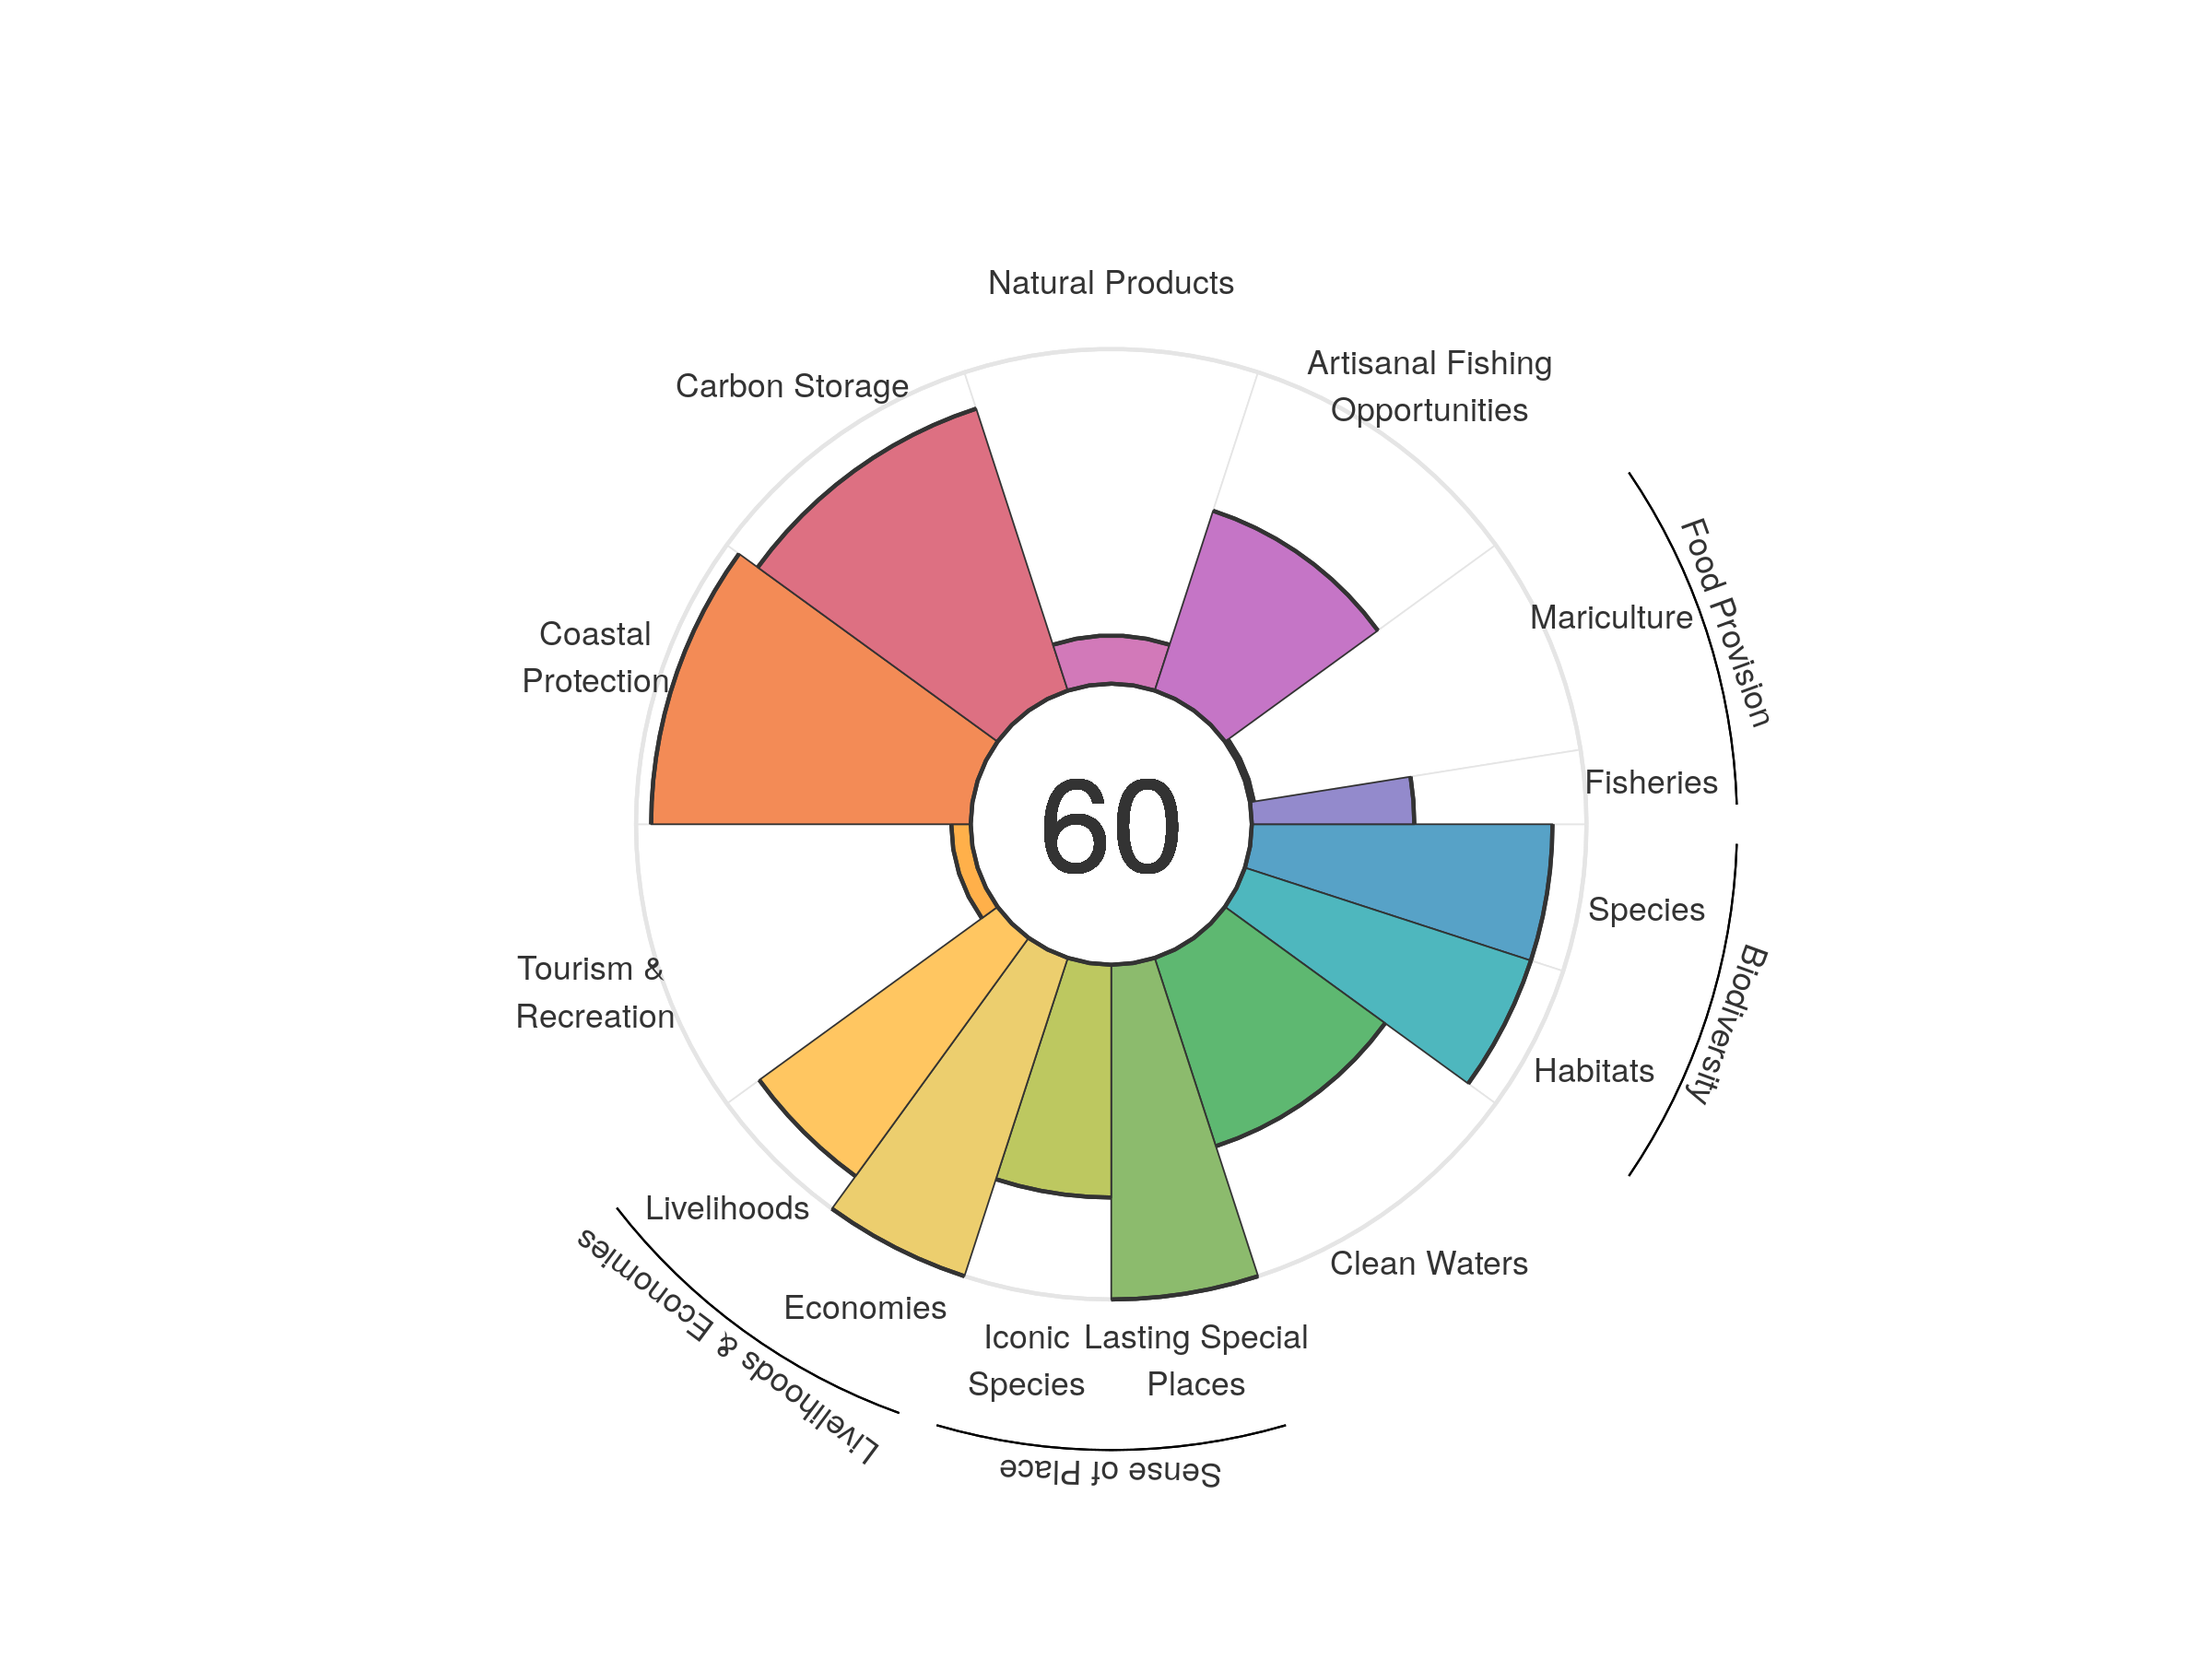 Natural Products
Artisanal Fishing
Opportunities
Carbon Storage
Food Provision
Mariculture
Coastal
Protection
Fisheries
60
Species
Biodiversity
Tourism &
Recreation
Habitats
Livelihoods
Clean Waters
Livelihoods & Economies
Economies
Iconic
Species
Lasting Special
Places
Sense of Place